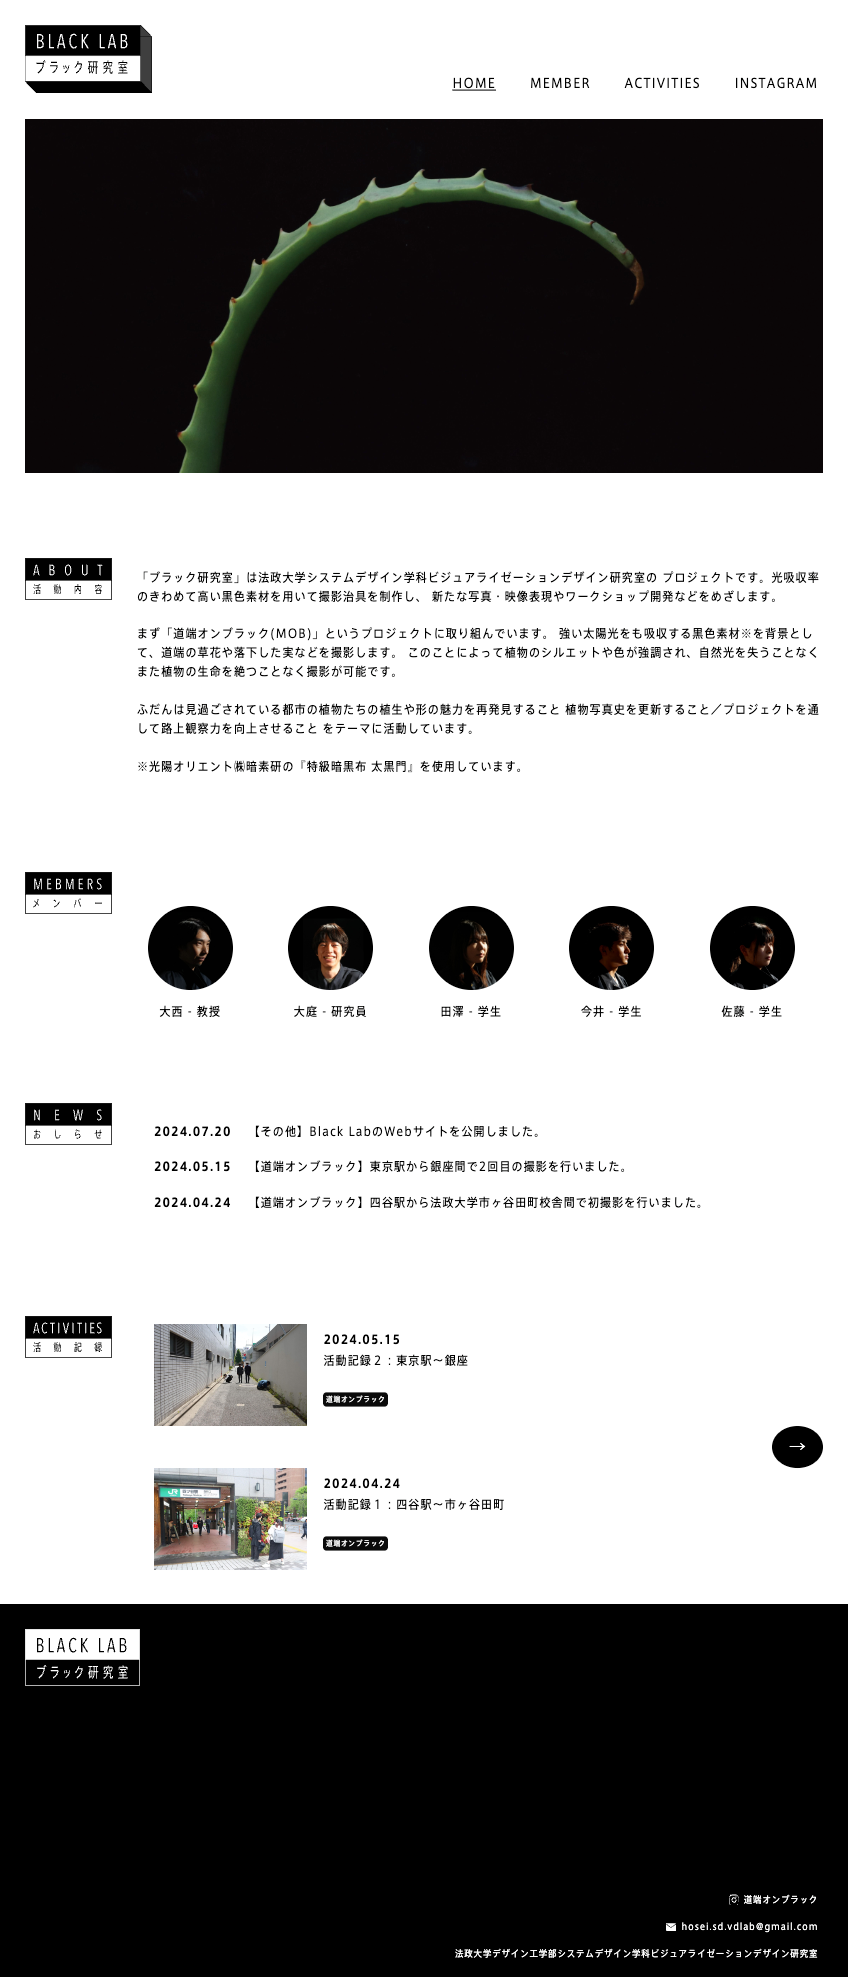 BLACK LAB
ブラック研究室
HOME MEMBER ACTIVITIES INSTAGRAM
ABOUT
活動内容
「ブラック研究室」は法政大学システムデザイン学科ビジュアライゼーションデザイン研究室の プロジェクトです。光吸収率
のきわめて高い黒色素材を用いて撮影治具を制作し、 新たな写真・映像表現やワークショップ開発などをめざします。
まず「道端オンブラック(MOB)」というプロジェクトに取り組んでいます。 強い太陽光をも吸収する黒色素材※を背景とし
て、道端の草花や落下した実などを撮影します。 このことによって植物のシルエットや色が強調され、自然光を失うことなく
また植物の生命を絶つことなく撮影が可能です。
ふだんは見過ごされている都市の植物たちの植生や形の魅力を再発見すること 植物写真史を更新すること／プロジェクトを通
して路上観察力を向上させること をテーマに活動しています。
※光陽オリエント㈱暗素研の『特級暗黒布 太黒門』を使用しています。
MEBMERS
メンバー
大西 - 教授
大庭 - 研究員
田澤 - 学生
今井 - 学生
佐藤 - 学生
NEWS
おしらせ
2024.07.20 【その他】Black LabのWebサイトを公開しました。
2024.05.15 【道端オンブラック】東京駅から銀座間で2回目の撮影を行いました。
2024.04.24 【道端オンブラック】四谷駅から法政大学市ヶ谷田町校舎間で初撮影を行いました。
ACTIVITIES
活動記録
2024.05.15
活動記録２：東京駅〜銀座
道端オンブラック
→
JR
2024.04.24
活動記録１：四谷駅〜市ヶ谷田町
道端オンブラック
BLACK LAB
ブラック研究室
道端オンブラック
hosei.sd.vdlab@gmail.com
法政大学デザイン工学部システムデザイン学科ビジュアライゼーションデザイン研究室